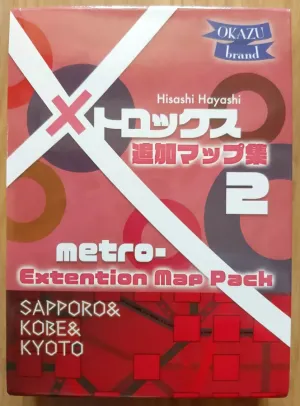 OKAZU
brand
Hisashi Hayashi
メトロックス
追加マップ集
2
metro-
Extention Map Pack
SAPPORO&
KOBE&
KYOTO